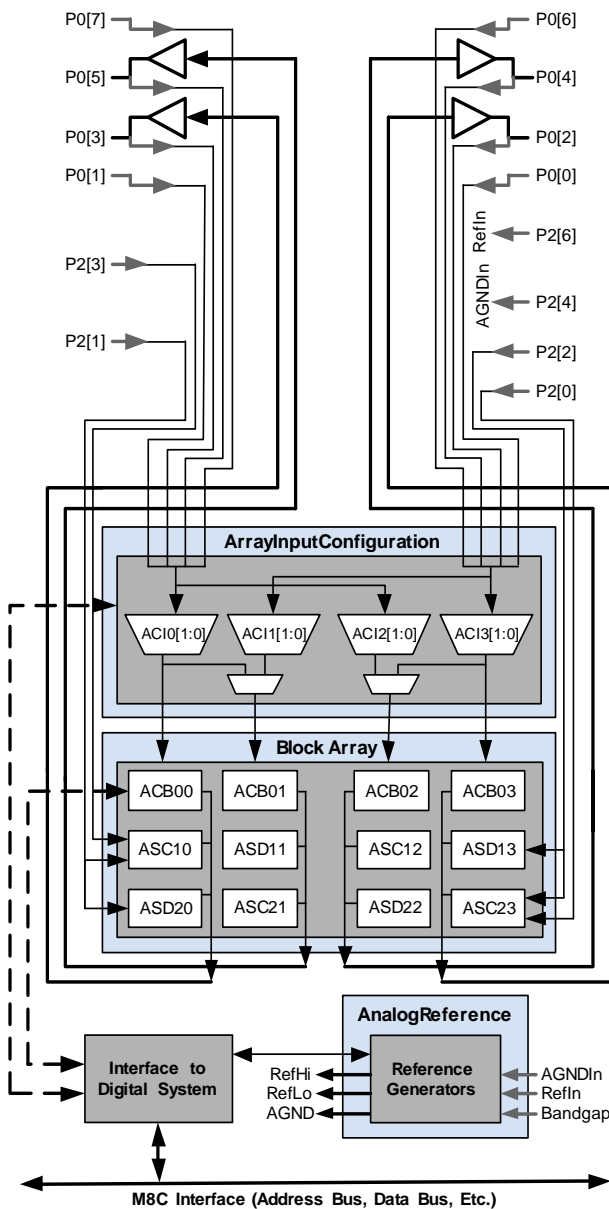 P0[7]
P0[6]
P0[5]
P0[4]
P0[3]
P0[2]
P0[1]
P0[0]
P2[3]
P2[6]
AGNDIn RefIn
P2[4]
P2[1]
P2[2]
P2[0]
ArrayInputConfiguration
ACI0[1:0]
ACI1[1:0]
ACI2[1:0]
ACI3[1:0]
Block Array
ACB00
ACB01
ACB02
ACB03
ASC10
ASD11
ASC12
ASD13
ASD20
ASC21
ASD22
ASC23
AnalogReference
Interface to
Digital System
RefHi
RefLo
AGND
Reference
Generators
AGNDIn
RefIn
Bandgap
M8C Interface (Address Bus, Data Bus, Etc.)